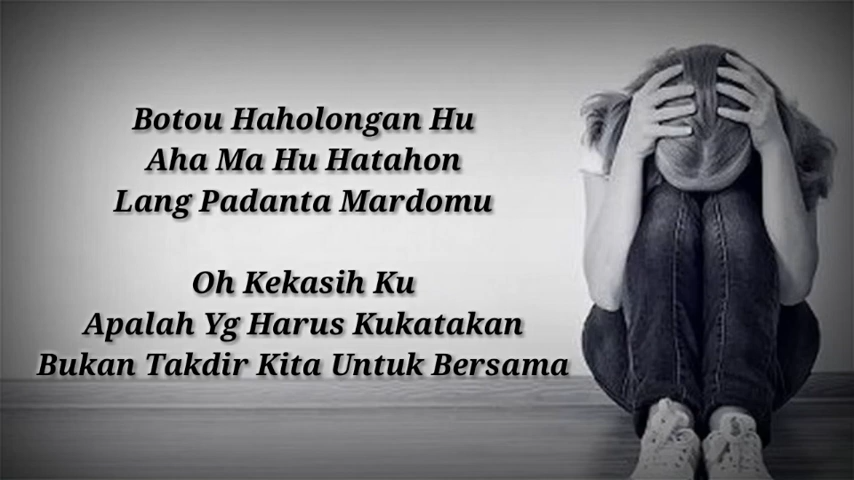 Botou Haholongan Hu
Aha Ma Hu Hatahon
Lang Padanta Mardomu
Oh Kekasih Ku
Apalah Yg Harus Kukatakan
Bukan Takdir Kita Untuk Bersama